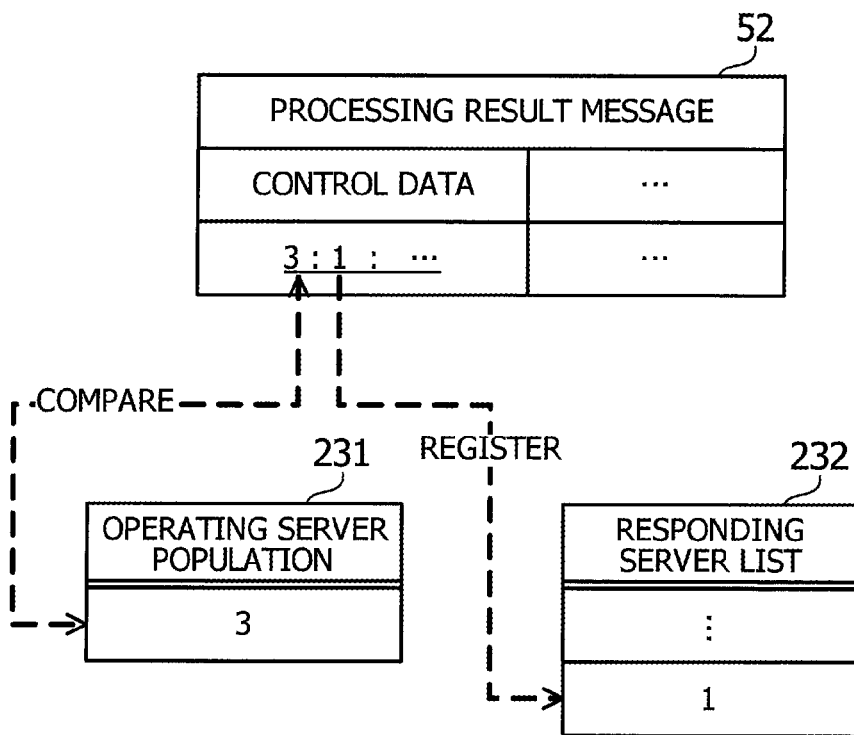 52
PROCESSING RESULT MESSAGE
CONTROL DATA
...
3 : 1 : ...
...
COMPARE
REGISTER
231
232
OPERATING SERVER
POPULATION
3
RESPONDING
SERVER LIST
⋮
1